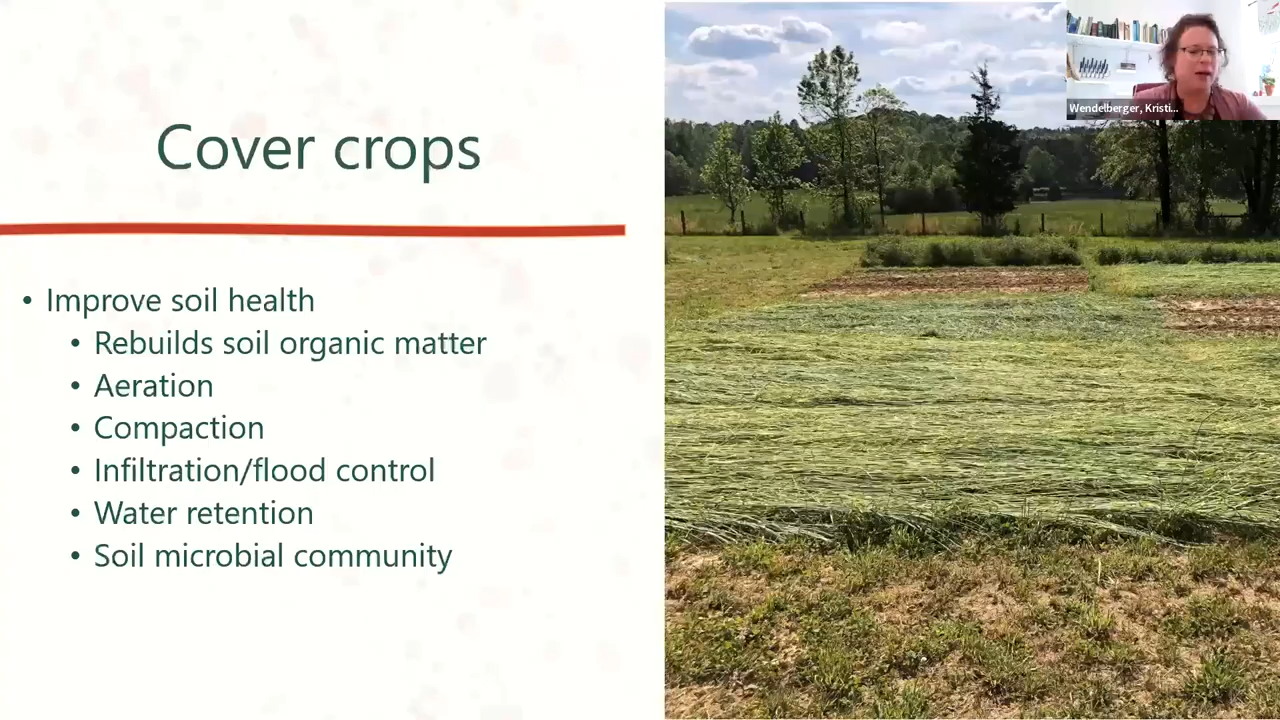 Cover crops
• Improve soil health
• Rebuilds soil organic matter
• Aeration
• Compaction
• Infiltration/flood control
• Water retention
• Soil microbial community
Wendelberger, Kristi...